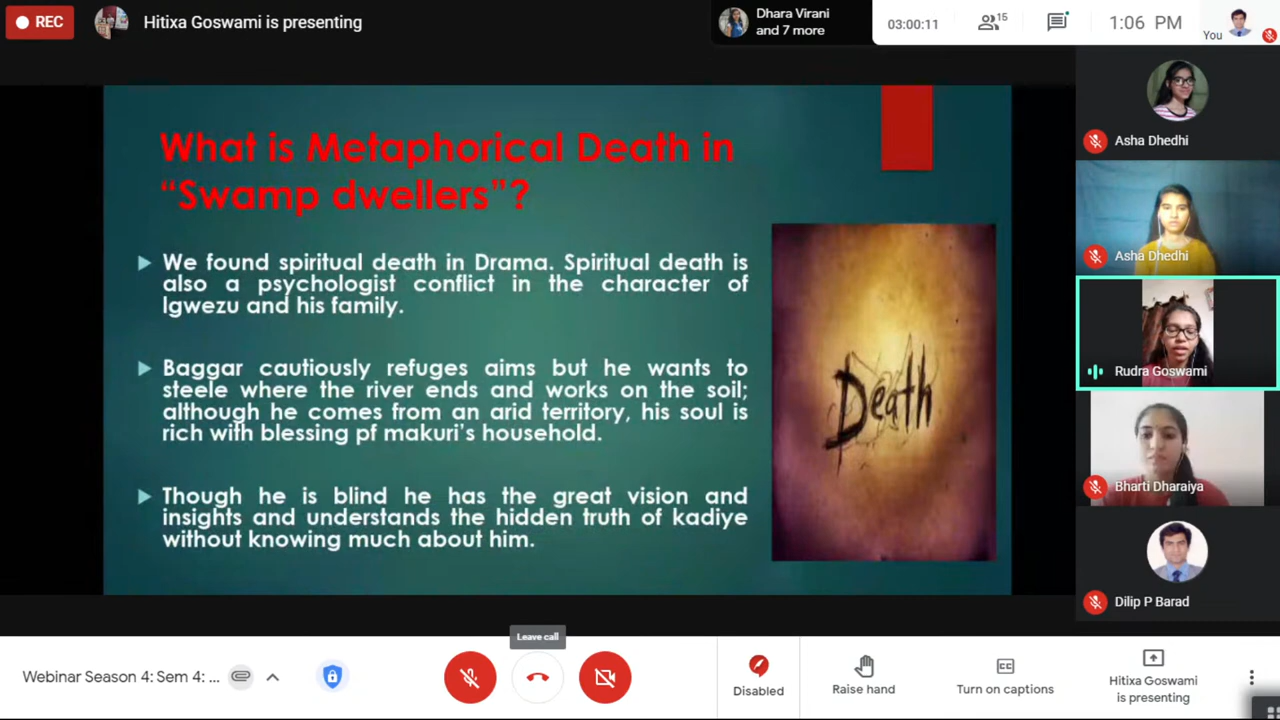 REC
Hitixa Goswami is presenting
Dhara Virani
and 7 more
03:00:11
15
1:06 PM
You
What is Metaphorical Death in
“Swamp dwellers”?
We found spiritual death in Drama. Spiritual death is
also a psychologist conflict in the character of
Igwezu and his family.
Baggar cautiously refuges aims but he wants to
steele where the river ends and works on the soil;
although he comes from an arid territory, his soul is
rich with blessing pf makuri’s household.
Though he is blind he has the great vision and
insights and understands the hidden truth of kadiye
without knowing much about him.
Death
Asha Dhedhi
Asha Dhedhi
Rudra Goswami
Bharti Dharaiya
Dilip P Barad
Leave call
Webinar Season 4: Sem 4: ...
Disabled
Raise hand
CC
Turn on captions
Hitixa Goswami
is presenting